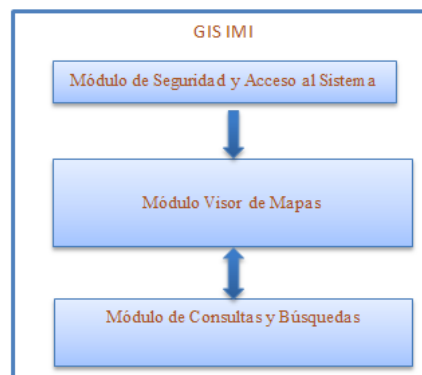 GIS IMI
Módulo de Seguridad y Acceso al Sistema
Módulo Visor de Mapas
Módulo de Consultas y Búsquedas